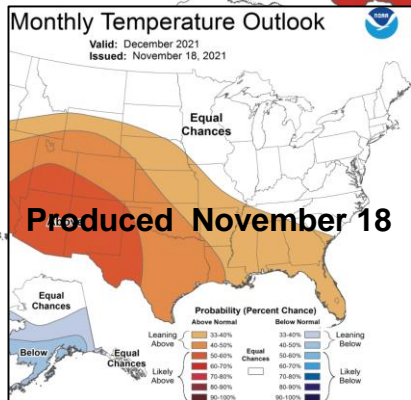 Monthly Temperature Outlook
NOAA
Valid: December 2021
Issued: November 18, 2021
Equal
Chances
Above
Produced November 18
Equal
Chances
Below
Equal
Chances
Probability (Percent Chance)
Above Normal
Below Normal
Leaning
Above
Likely
Above
33-40%
40-50%
50-60%
60-70%
70-80%
80-90%
90-100%
Equal
Chances
33-40%
40-50%
50-60%
60-70%
70-80%
80-90%
90-100%
Leaning
Below
Likely
Below